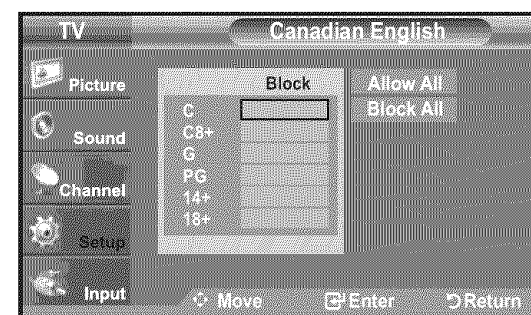 TV
Canadian English
Picture
Sound
Channel
Setup
Input
Block
C
C8+
G
PG
14+
18+
Allow All
Block All
Move
Enter
Return